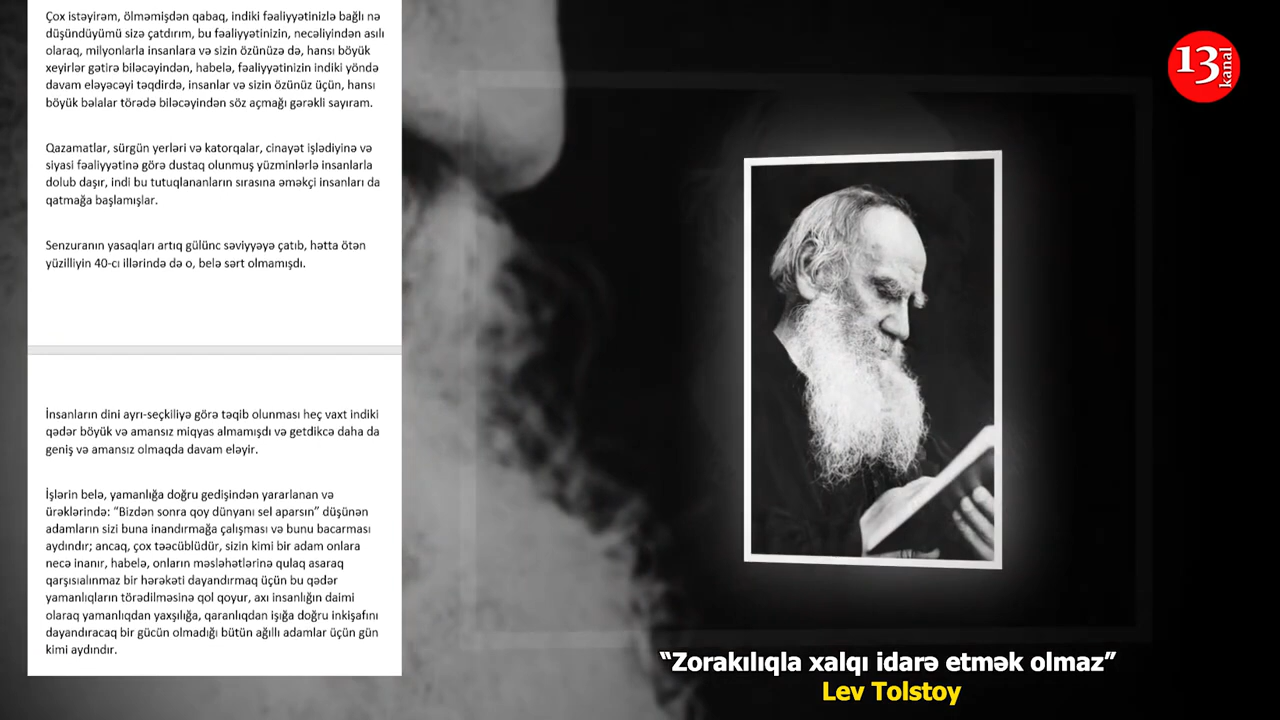 Çox istəyirəm, ölməmişdən qabaq, indiki fəaliyyətinizlə bağlı nə
düşündüyümü sizə çatdırım, bu fəaliyyətinizin, necəliyindən asılı
olaraq, milyonlarla insanlara və sizin özünüzə də, hansı böyük
xeyirlər gətirə biləcəyindən, habelə, fəaliyyətinizin indiki yöndə
davam eləyəcəyi təqdirdə, insanlar və sizin özünüz üçün, hansı
böyük bəlalar törədə biləcəyindən söz açmağı gərəkli sayıram.
Qazamatlar, sürgün yerləri və katorqalar, cinayət işlədiyinə və
siyasi fəaliyyətinə görə dustaq olunmuş yüzminlərlə insanlarla
dolub daşır, indi bu tutuqlananların sırasına əməkçi insanları da
qatmağa başlamışlar.
Senzuranın yasaqları artıq gülünc səviyyəyə çatıb, hətta ötən
yüzilliyin 40-cı illərində də o, belə sərt olmamışdı.
İnsanların dini ayrı-seçkiliyə görə təqib olunması heç vaxt indiki
qədər böyük və amansız miqyas almamışdı və getdikcə daha da
geniş və amansız olmaqda davam eləyir.
İşlərin belə, yamanlığa doğru gedişindən yararlanan və
ürəklərində: “Bizdən sonra qoy dünyanı sel aparsın” düşünən
adamların sizi buna inandırmağa çalışması və bunu bacarması
aydındır; ancaq, çox təəcüblüdür, sizin kimi bir adam onlara
necə inanır, habelə, onların məsləhətlərinə qulaq asaraq
qarşısıalınmaz bir hərəkəti dayandırmaq üçün bu qədər
yamanlıqların törədilməsinə qol qoyur, axı insanlığın daimi
olaraq yamanlıqdan yaxşılığa, qaranlıqdan işığa doğru inkişafını
dayandıracaq bir gücün olmadığı bütün ağıllı adamlar üçün gün
kimi aydındır.
13 kanal
“Zorakılıqla xalqı idarə etmək olmaz”
Lev Tolstoy